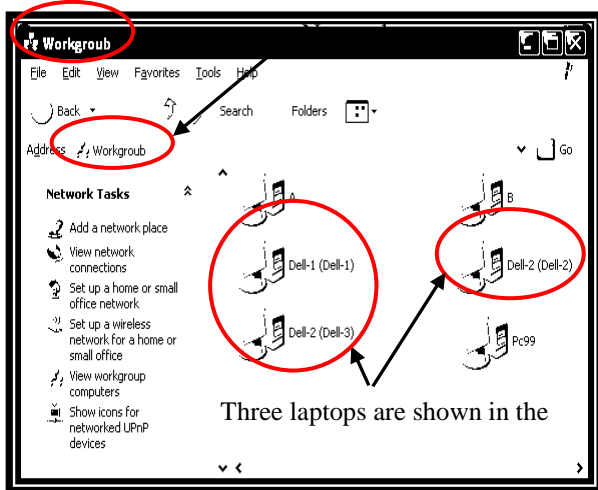 Workgroub
File Edit View Favorites Tools Help
Back Search Folders
Address Workgroub Go
Network Tasks
Add a network place
View network
connections
Set up a home or small
office network
Set up a wireless
network for a home or
small office
View workgroup
computers
Show icons for
networked UPnP
devices
A B
Dell-1 (Dell-1) Dell-2 (Dell-2)
Dell-2 (Dell-3) Pc99
Three laptops are shown in the